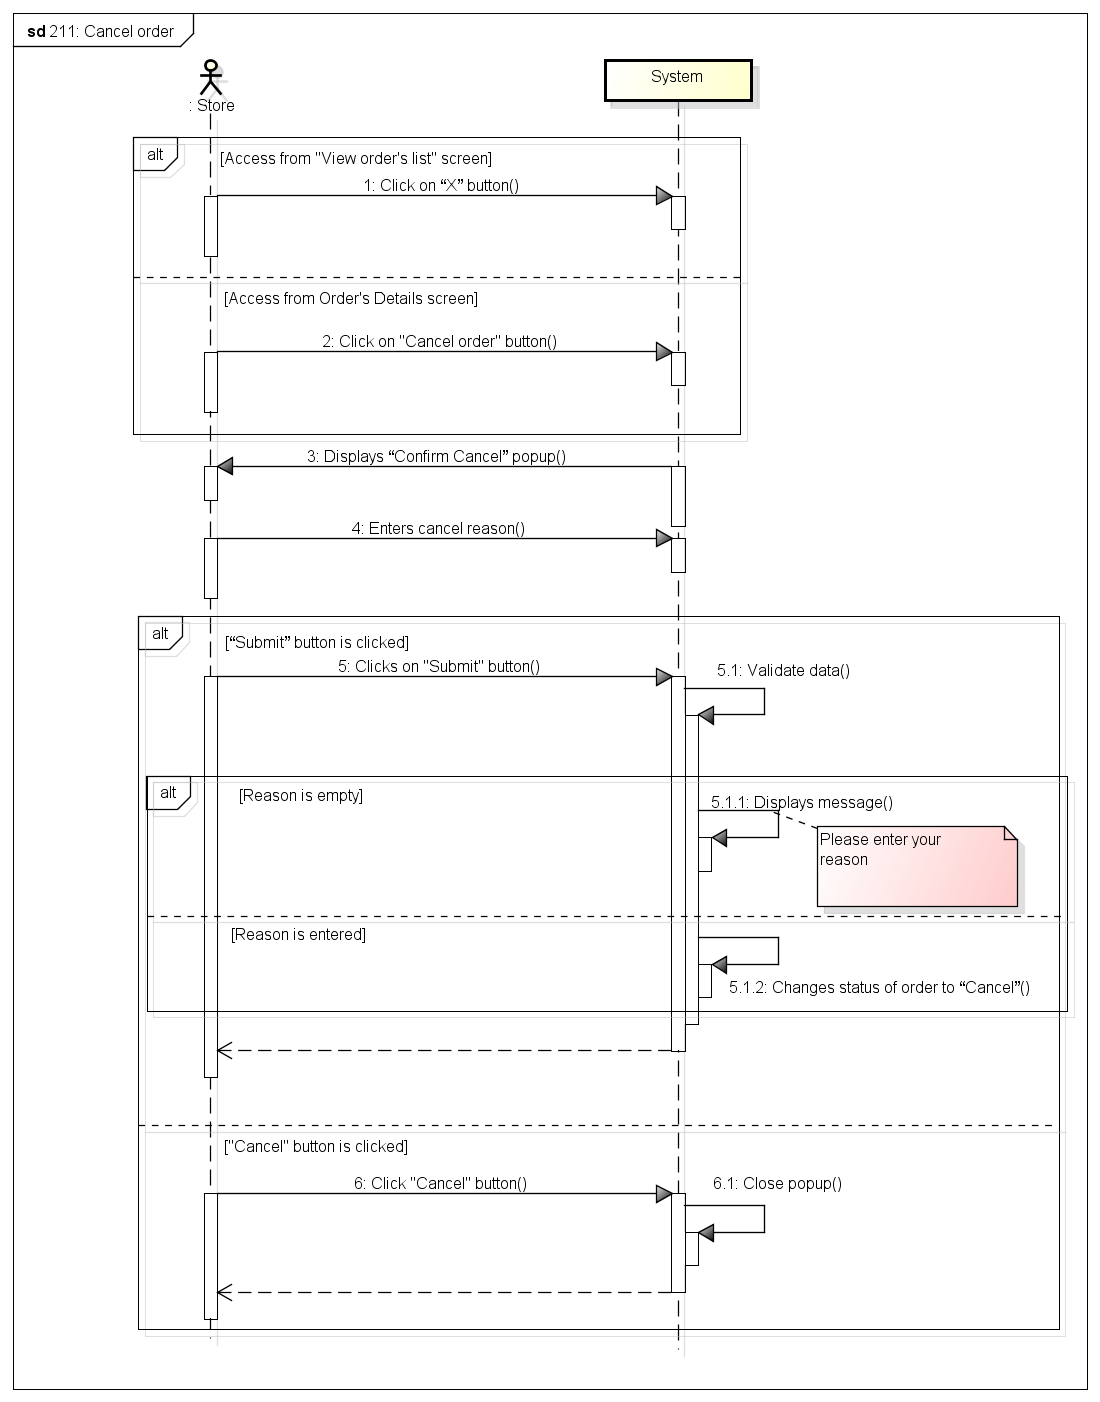 sd 211: Cancel order
: Store
System
alt
[Access from "View order's list" screen]
1: Click on “X” button()
[Access from Order's Details screen]
2: Click on "Cancel order" button()
3: Displays “Confirm Cancel” popup()
4: Enters cancel reason()
alt
[“Submit” button is clicked]
5: Clicks on "Submit" button()
5.1: Validate data()
alt
[Reason is empty]
5.1.1: Displays message()
Please enter your
reason
[Reason is entered]
5.1.2: Changes status of order to “Cancel”()
["Cancel" button is clicked]
6: Click "Cancel" button()
6.1: Close popup()